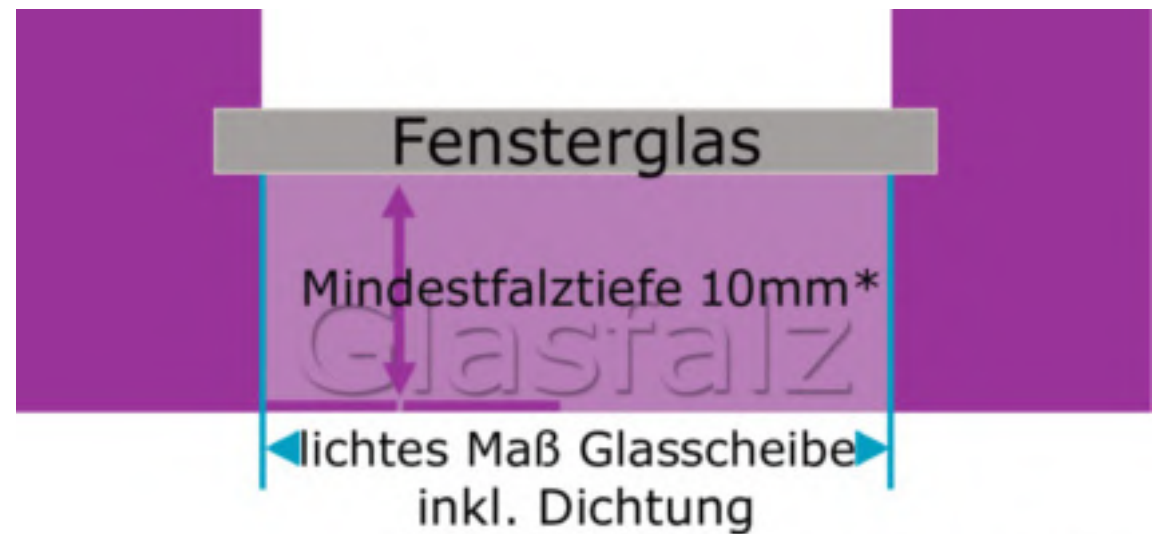 Fensterglas
Mindestfalztiefe 10mm*
Glasfalz
lichtes Maß Glasscheibe
inkl. Dichtung